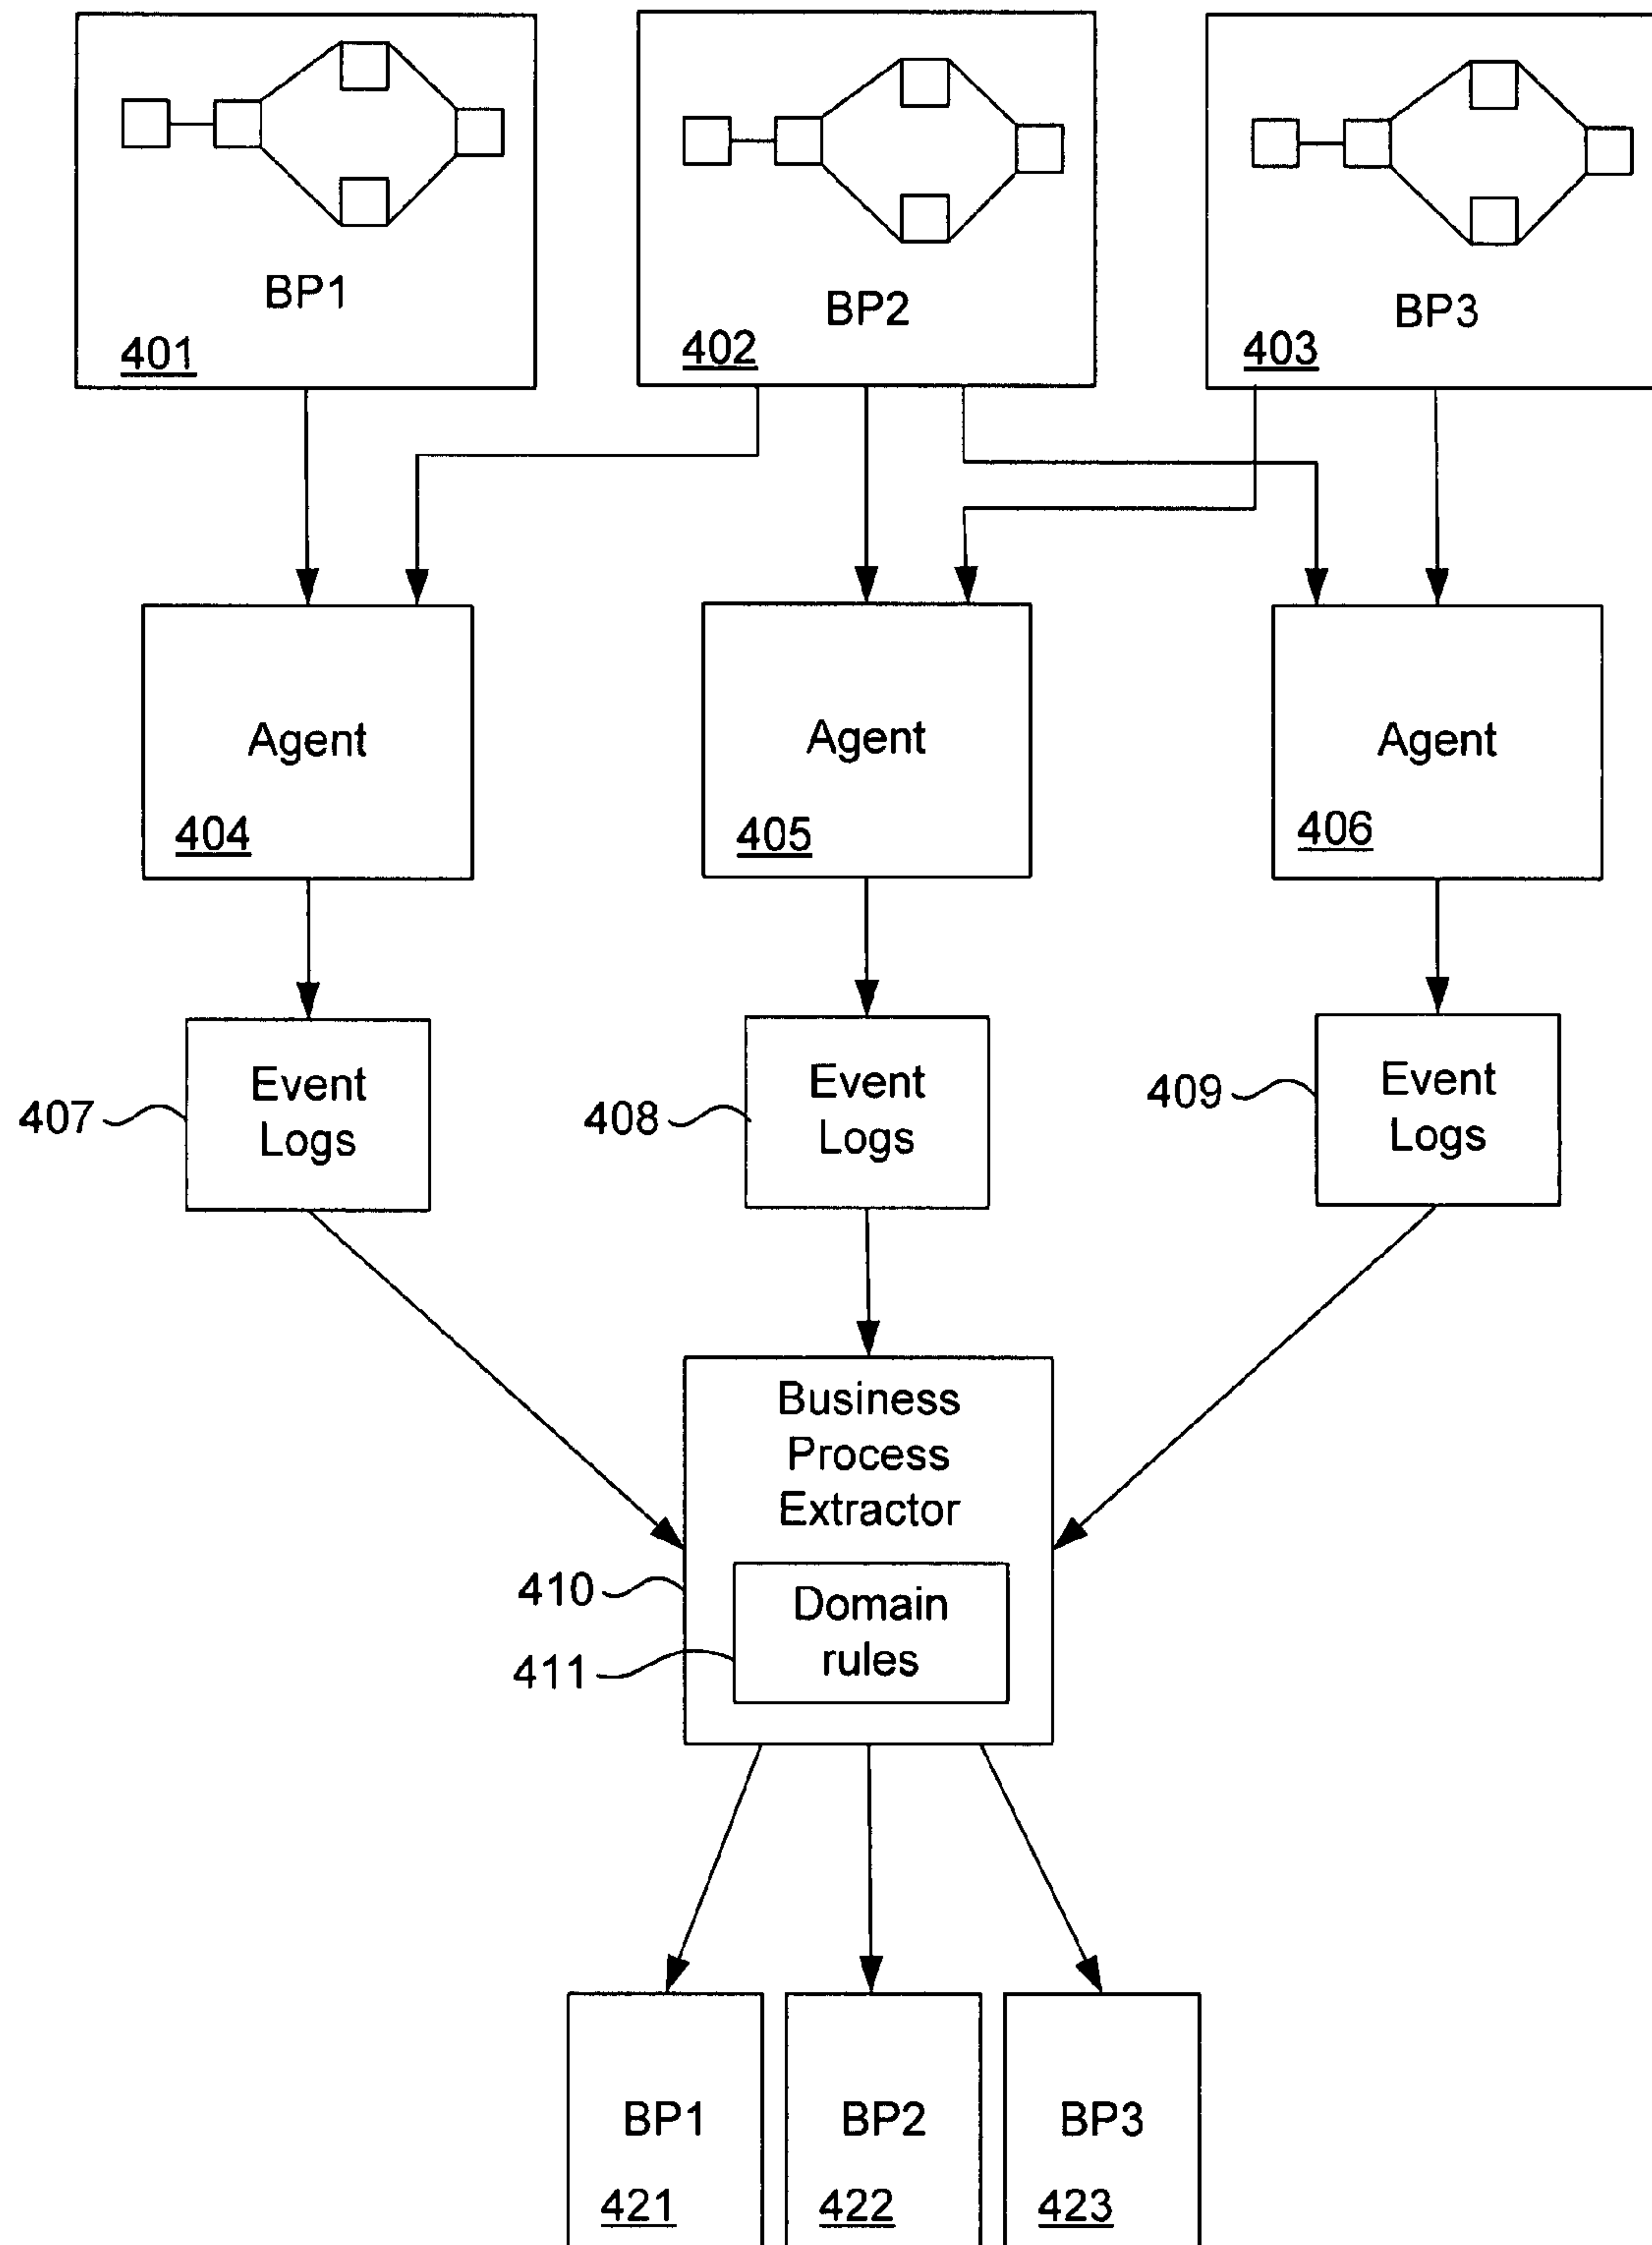 BP1
BP2
BP3
401
402
403
Agent
Agent
Agent
404
405
406
Event
Logs
407
Event
Logs
408
Event
Logs
409
Business
Process
Extractor
410
Domain
rules
411
BP1
BP2
BP3
421
422
423